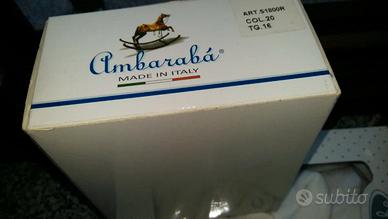 ART.S1800R
COL.20
TG.16
Ambarabá®
MADE IN ITALY
subito